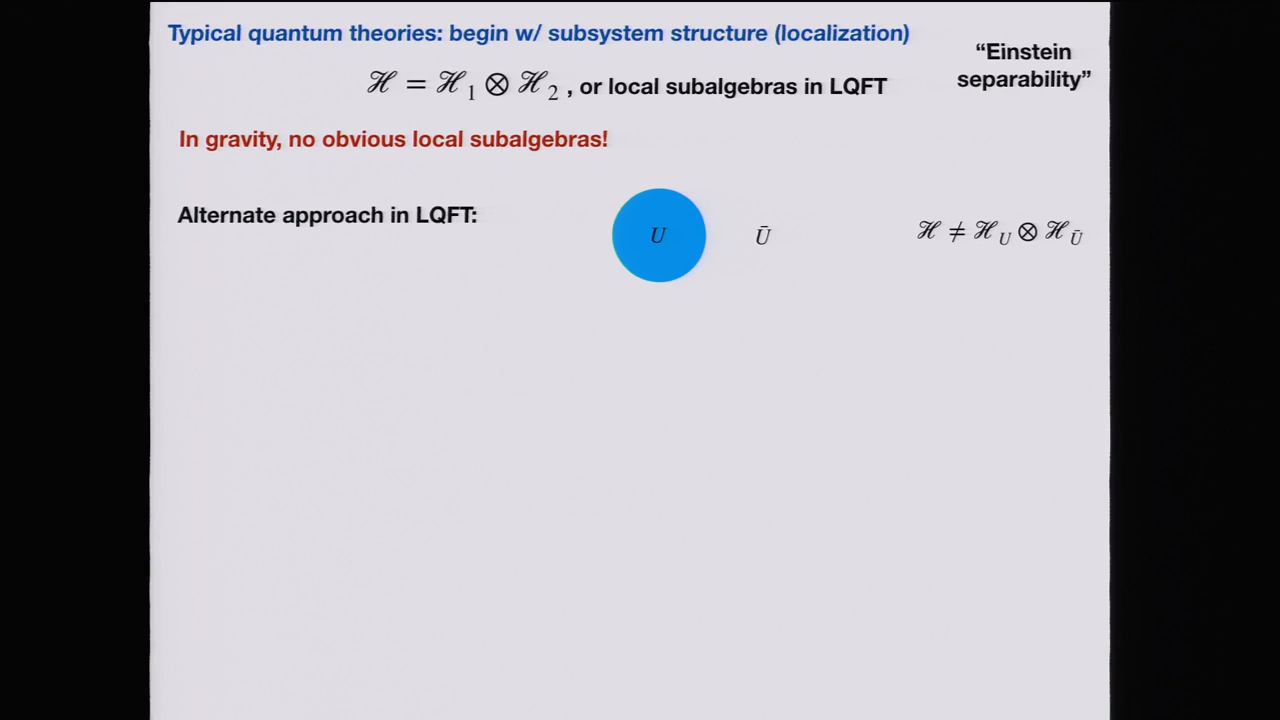 Typical quantum theories: begin w/ subsystem structure (localization)
“Einstein
separability”
ℋ = ℋ₁ ⊗ ℋ₂ , or local subalgebras in LQFT
In gravity, no obvious local subalgebras!
Alternate approach in LQFT:
U
Ū
ℋ ≠ ℋ_U ⊗ ℋ_Ū